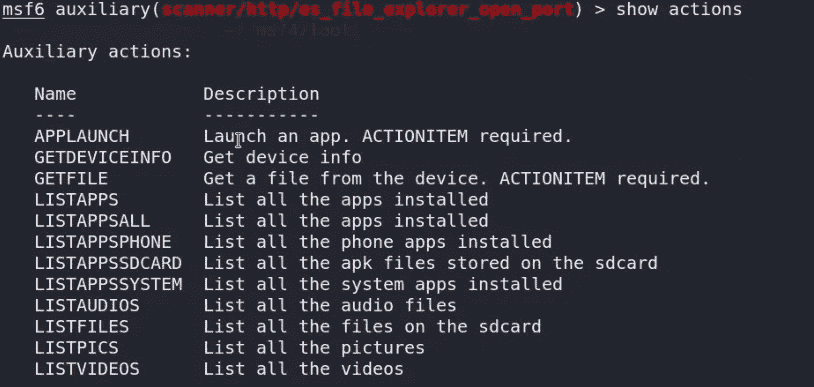 msf6 auxiliary(scanner/http/es_file_explorer_open_port) > show actions
Auxiliary actions:
Name Description
---- -----------
APPLAUNCH Launch an app. ACTIONITEM required.
GETDEVICEINFO Get device info
GETFILE Get a file from the device. ACTIONITEM required.
LISTAPPS List all the apps installed
LISTAPPSALL List all the apps installed
LISTAPPSPHONE List all the phone apps installed
LISTAPPSSDCARD List all the apk files stored on the sdcard
LISTAPPSSYSTEM List all the system apps installed
LISTAUDIOS List all the audio files
LISTFILES List all the files on the sdcard
LISTPICS List all the pictures
LISTVIDEOS List all the videos